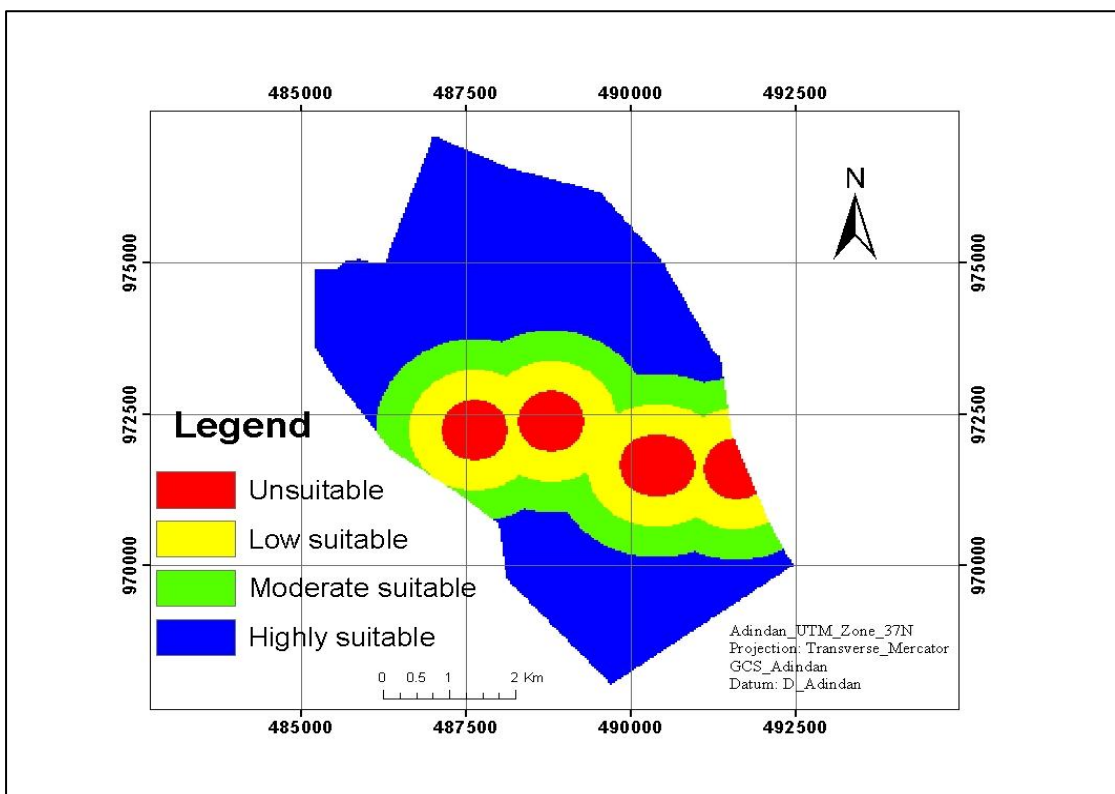 485000 487500 490000 492500
N
975000 975000
972500 972500
Legend
Unsuitable
Low suitable
Moderate suitable
Highly suitable
970000 970000
Adindan_UTM_Zone_37N
Projection: Transverse_Mercator
GCS_Adindan
Datum: D_Adindan
0 0.5 1 2 Km
485000 487500 490000 492500